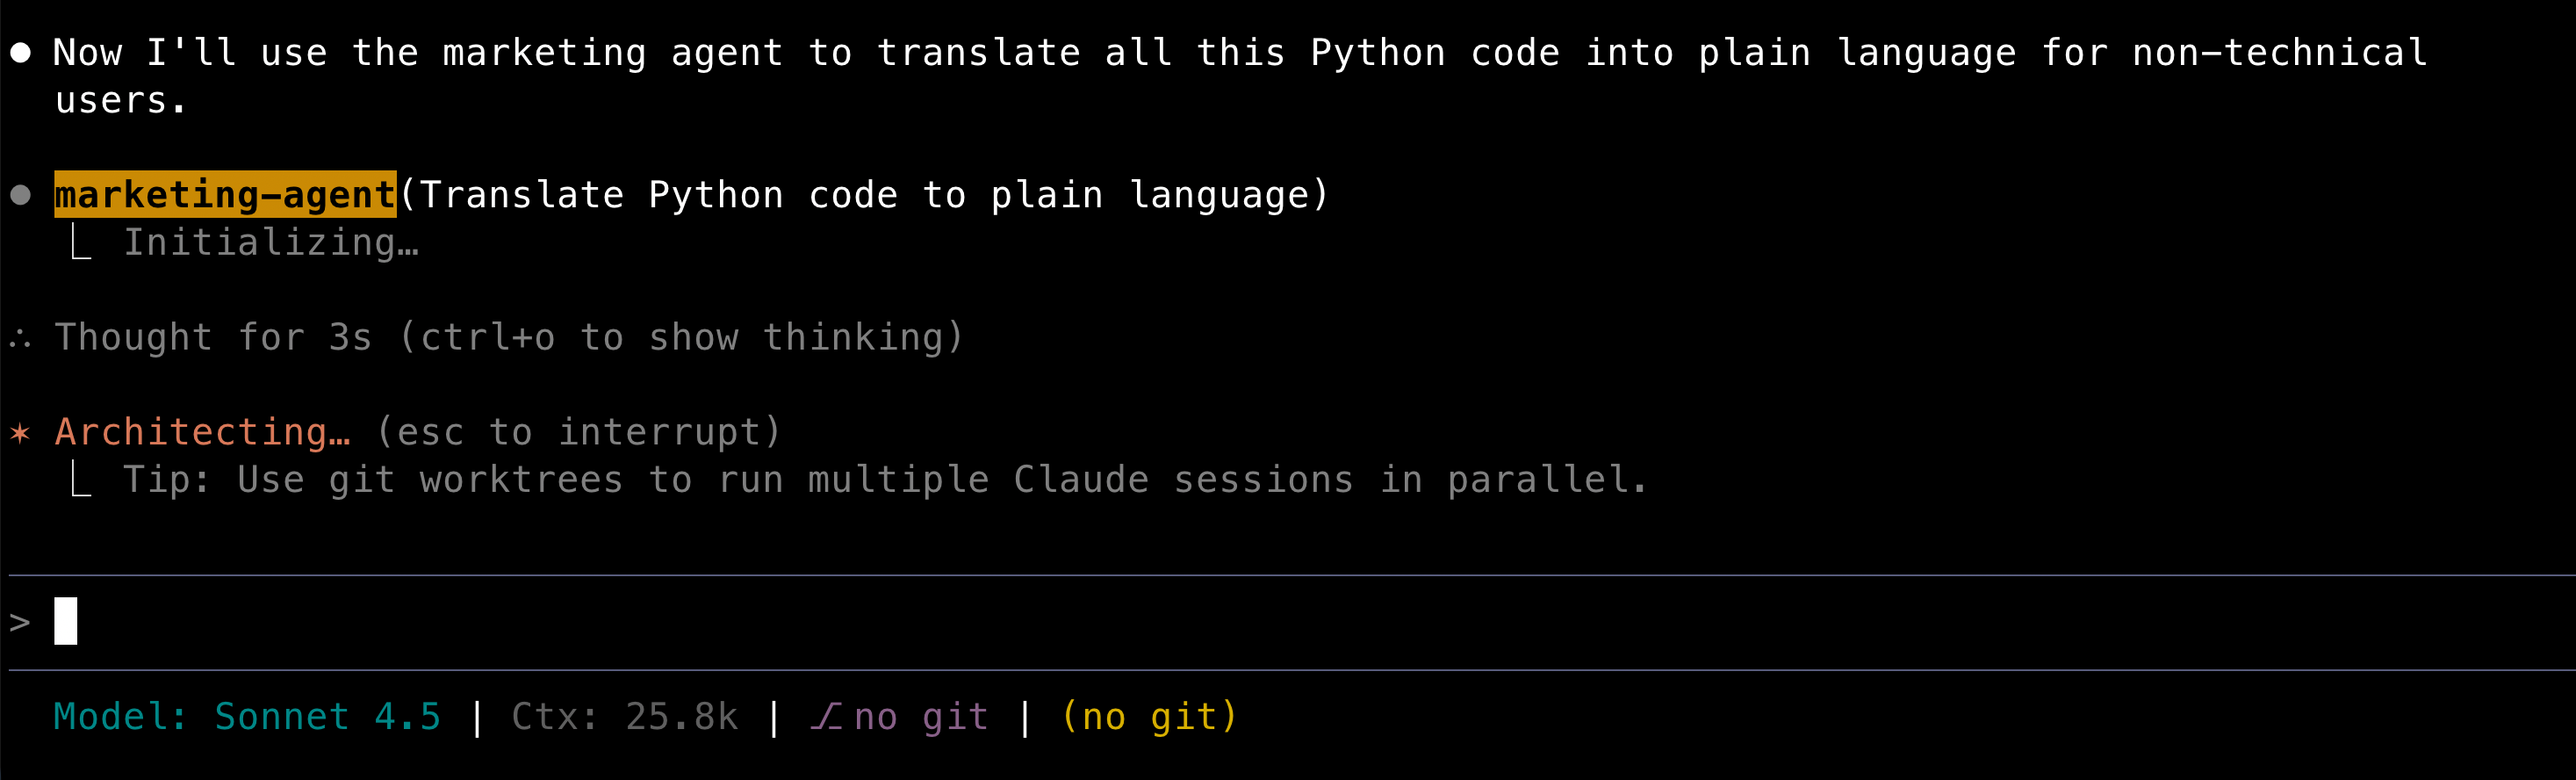 ● Now I'll use the marketing agent to translate all this Python code into plain language for non-technical
users.
● marketing-agent(Translate Python code to plain language)
⎿ Initializing…
∴ Thought for 3s (ctrl+o to show thinking)
✶ Architecting… (esc to interrupt)
⎿ Tip: Use git worktrees to run multiple Claude sessions in parallel.
>
Model: Sonnet 4.5 | Ctx: 25.8k | ⎇ no git | (no git)